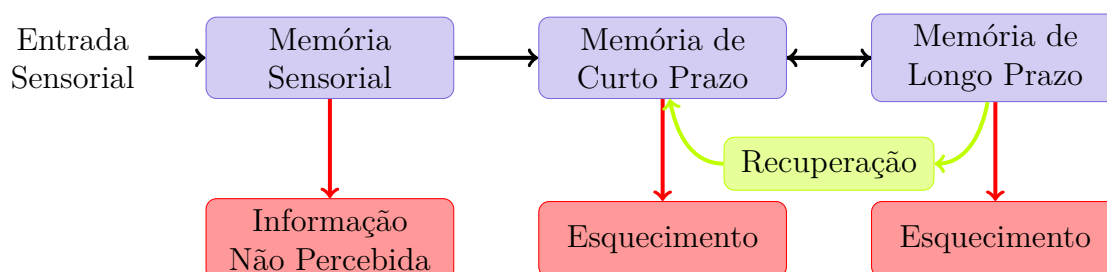 Entrada
Sensorial
Memória
Sensorial
Memória de
Curto Prazo
Memória de
Longo Prazo
Recuperação
Informação
Não Percebida
Esquecimento
Esquecimento